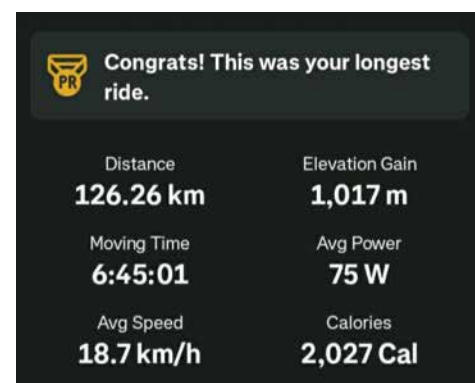 PR
Congrats! This was your longest
ride.
Distance
Elevation Gain
126.26 km
1,017 m
Moving Time
Avg Power
6:45:01
75 W
Avg Speed
Calories
18.7 km/h
2,027 Cal